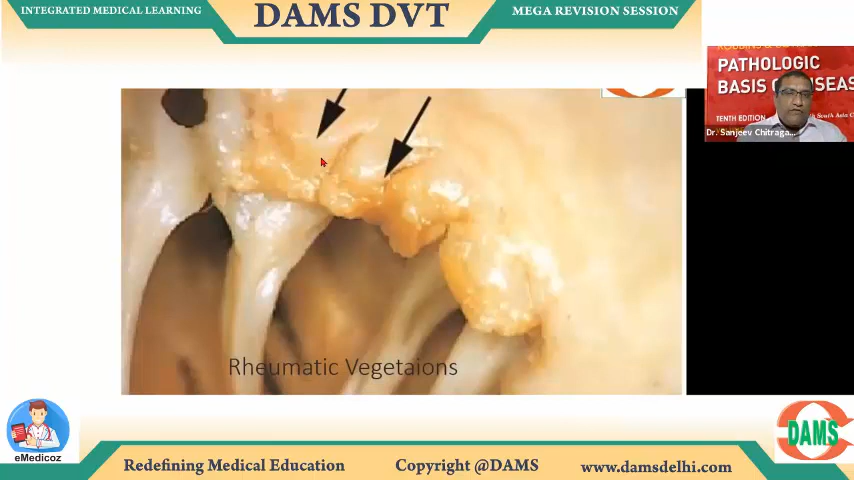 INTEGRATED MEDICAL LEARNING
DAMS DVT
MEGA REVISION SESSION
PATHOLOGIC
TENTH EDITION
Dr. Sanjeev Chitraga...
Rheumatic Vegetaions
eMedicoz
DAMS
Redefining Medical Education
Copyright @DAMS
www.damsdelhi.com